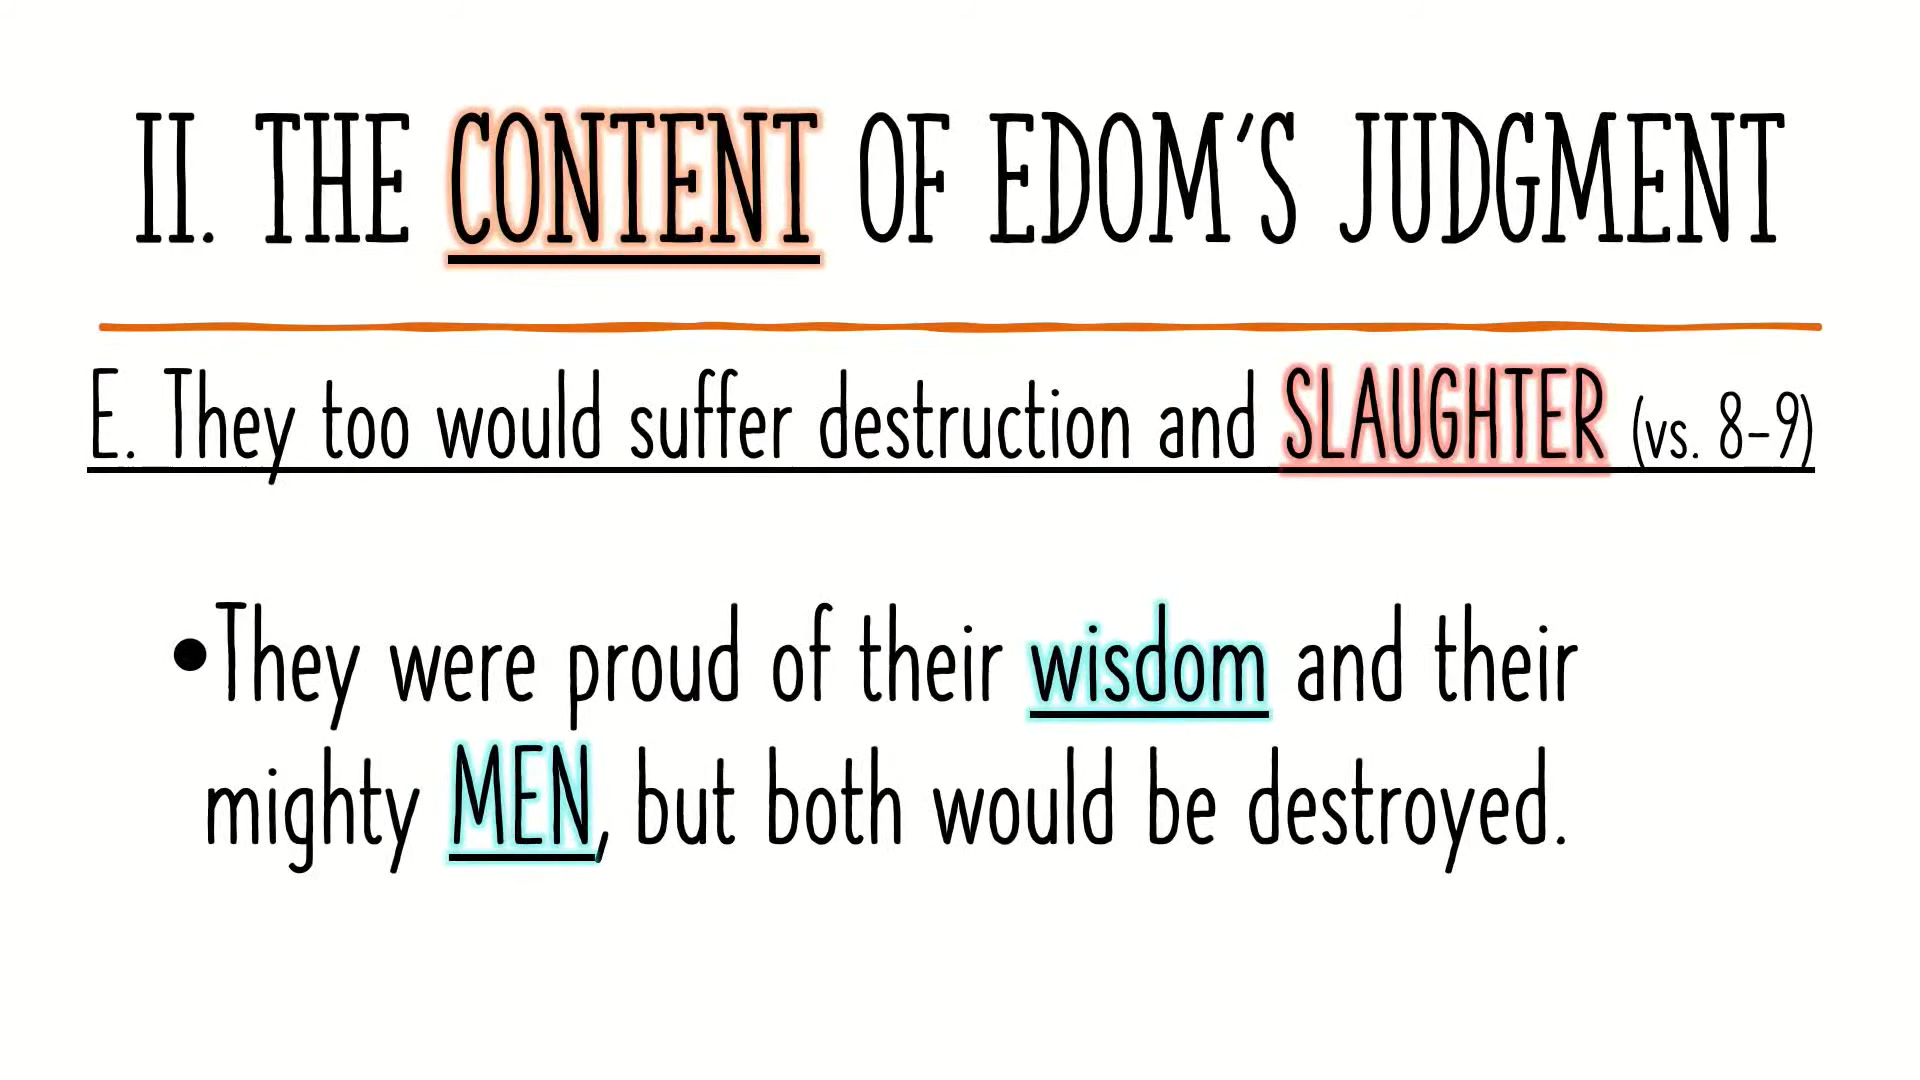 II. THE CONTENT OF EDOM'S JUDGMENT
E. They too would suffer destruction and SLAUGHTER (vs. 8-9)
•They were proud of their wisdom and their
mighty MEN, but both would be destroyed.